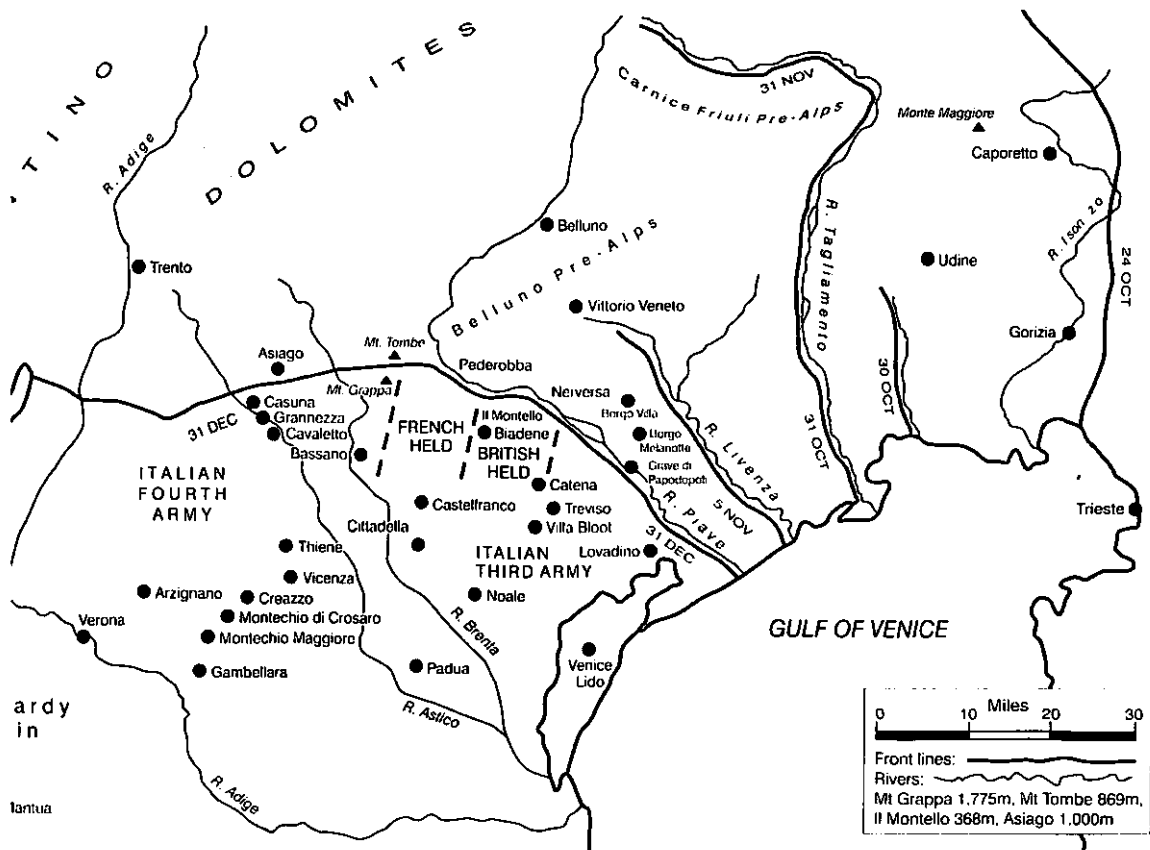 TINO
DOLOMITES
R. Adige
Carnice Friuli Pre-Alps
31 NOV
Monte Maggiore
Caporetto
R. Tagliamento
R. Ison zo
24 OCT
Belluno
Trento
Belluno Pre-Alps
Udine
Vittorio Veneto
Gorizia
Asiago
Mt. Tombe
Mt. Grappa
Pederobba
Casuna
Grannezza
31 DEC
Cavaletto
Bassano
FRENCH
HELD
Il Montello
Biadene
BRITISH
HELD
Nerversa
Borgo Villa
Borgo
Melanotte
Grave di
Papodopoti
R. Livenza
30 OCT
31 OCT
5 NOV
R. Piave
31 DEC
ITALIAN
FOURTH
ARMY
Catena
Castelfranco
Treviso
Villa Bloot
Cittadella
ITALIAN
THIRD ARMY
Lovadino
Trieste
Thiene
Vicenza
Arzignano
Creazzo
Noale
Montechio di Crosaro
Verona
Montechio Maggiore
R. Brenta
GULF OF VENICE
Gambellara
Padua
Venice
Lido
R. Astico
ardy
in
R. Adige
lantua
Miles
0 10 20 30
Front lines:
Rivers:
Mt Grappa 1,775m, Mt Tombe 869m,
Il Montello 368m, Asiago 1,000m